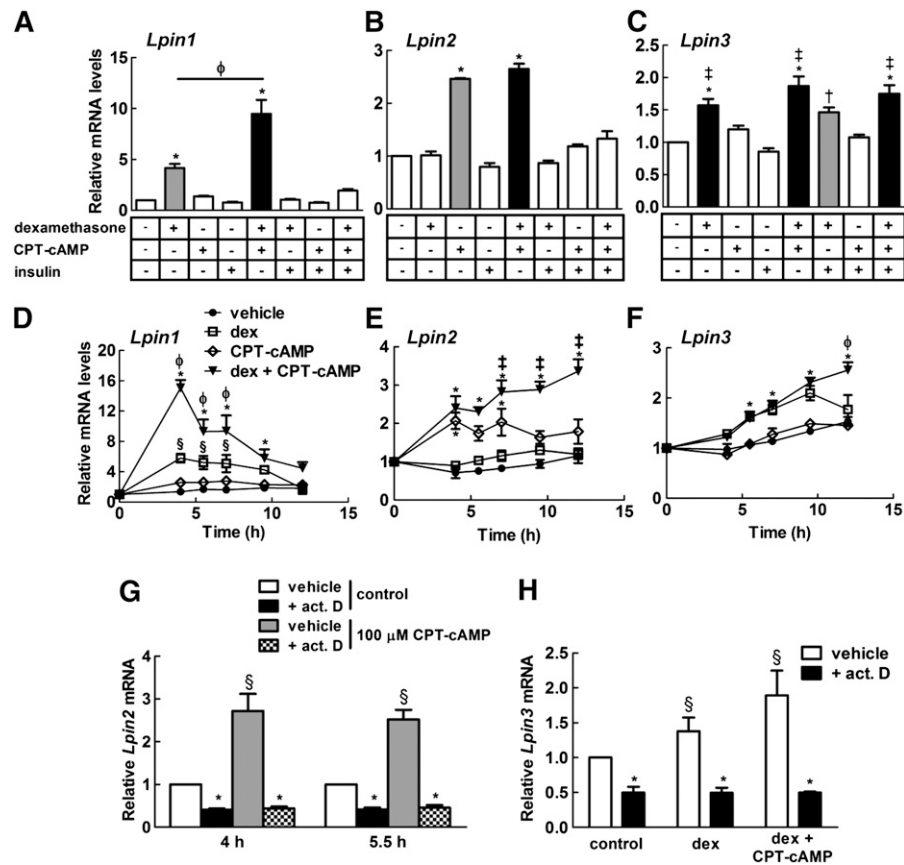 A
Lpin1
Relative mRNA levels
15
10
5
0
ϕ
*
*
dexamethasone - + - - + + - +
CPT-cAMP - - + - + - + +
insulin - - - + - + + +
B
Lpin2
3
2
1
0
*
*
- + - - + + - +
- - + - + - + +
- - - + - + + +
C
Lpin3
2.5
2.0
1.5
1.0
0.5
0.0
‡ ‡ † ‡
* * *
- + - - + + - +
- - + - + - + +
- - - + - + + +
D
Lpin1
vehicle
dex
CPT-cAMP
dex + CPT-cAMP
Relative mRNA levels
20
16
12
8
4
0
ϕ ϕ ϕ
* * * *
§ § §
0 5 10 15
Time (h)
E
Lpin2
4
3
2
1
0
‡ ‡ ‡
* * * * *
* *
0 5 10 15
Time (h)
F
Lpin3
3
2
1
0
ϕ
* * * *
0 5 10 15
Time (h)
G
vehicle
+ act. D
control
vehicle
+ act. D
100 μM CPT-cAMP
Relative Lpin2 mRNA
4
3
2
1
0
§ §
* * * *
4 h 5.5 h
H
vehicle
+ act. D
Relative Lpin3 mRNA
2.5
2.0
1.5
1.0
0.5
0.0
§ §
* * *
control dex dex +
CPT-cAMP